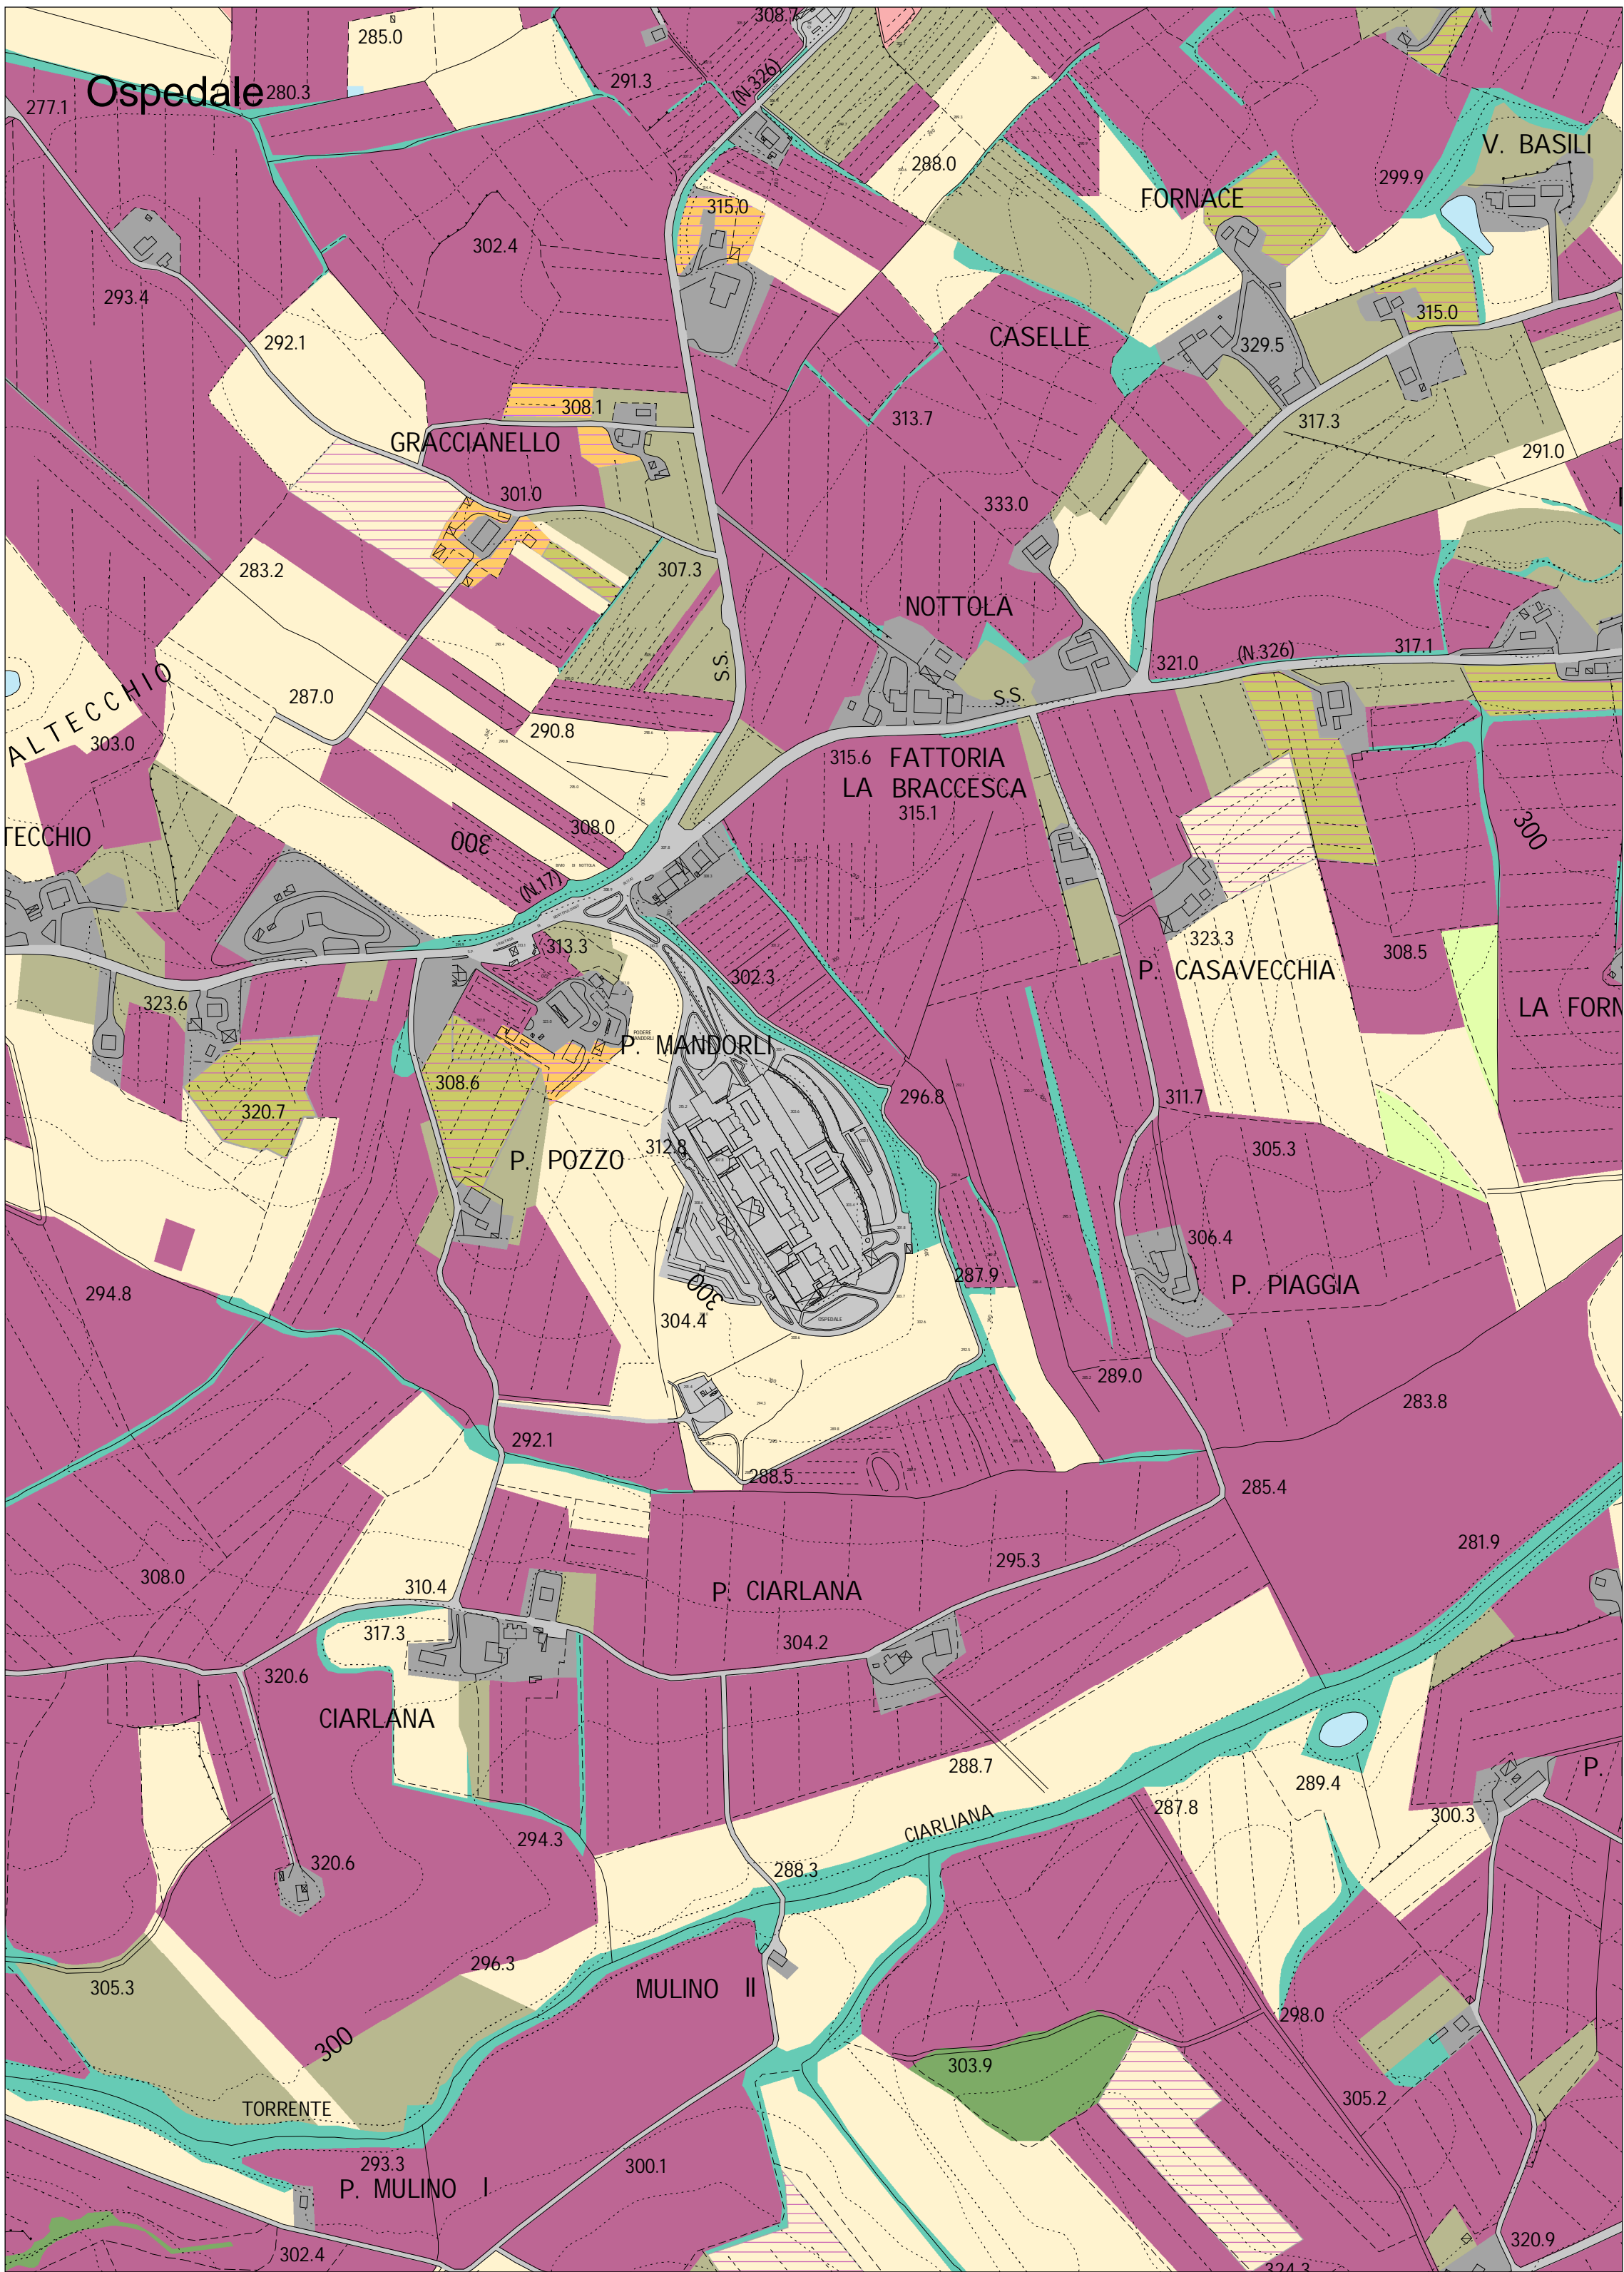 308.7
285.0
Ospedale
280.3
291.3
(N.326)
277.1
V. BASILI
288.0
299.9
FORNACE
315.0
302.4
293.4
315.0
292.1
CASELLE
329.5
308.1
313.7
317.3
GRACCIANELLO
291.0
301.0
333.0
283.2
307.3
NOTTOLA
S.S.
321.0
(N.326)
317.1
287.0
S.S.
ALTECCHIO
303.0
290.8
315.6
FATTORIA
LA BRACCESCA
315.1
308.0
300
300
TECCHIO
(N.17)
313.3
323.3
308.5
302.3
P. CASAVECCHIA
323.6
LA FORN
PODERE
P. MANDORLI
308.6
320.7
296.8
311.7
312.8
305.3
P. POZZO
306.4
287.9
P. PIAGGIA
294.8
300
304.4
OSPEDALE
289.0
283.8
292.1
288.5
285.4
281.9
295.3
308.0
310.4
P. CIARLANA
317.3
304.2
320.6
CIARLANA
288.7
P.
289.4
287.8
300.3
CIARLIANA
294.3
320.6
288.3
296.3
305.3
MULINO II
298.0
300
303.9
305.2
TORRENTE
293.3
300.1
P. MULINO I
302.4
320.9
324.3